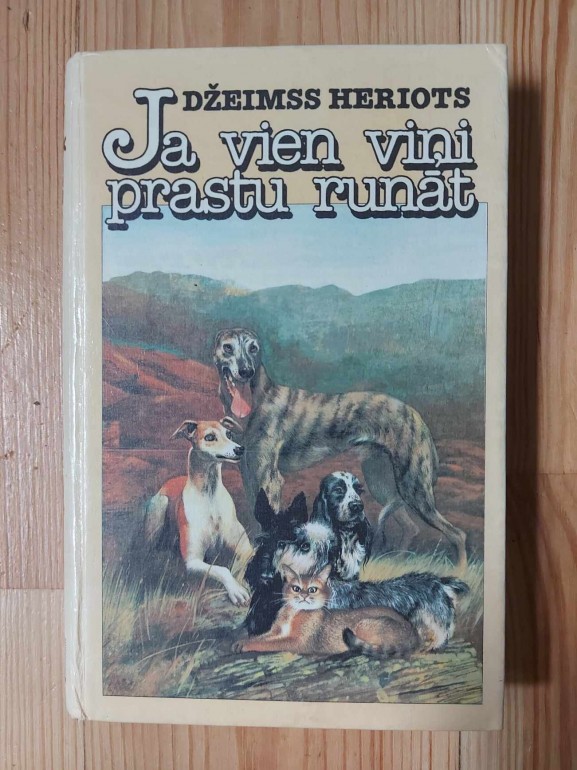 DŽEIMSS HERIOTS
Ja vien viņi
prastu runāt